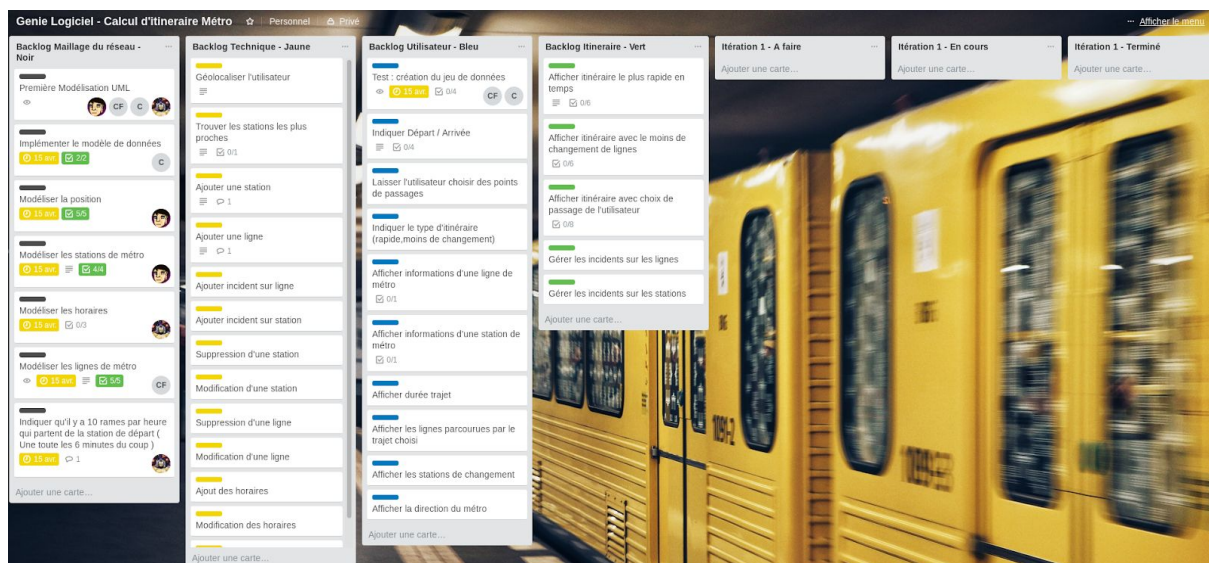 Genie Logiciel - Calcul d'itineraire Métro
Personnel
Privé
Afficher le menu
Backlog Maillage du réseau -
Noir
Première Modélisation UML
CF
C
Implémenter le modèle de données
15 avr.
2/2
C
Modéliser la position
15 avr.
5/5
Modéliser les stations de métro
15 avr.
4/4
Modéliser les horaires
15 avr.
0/3
Modéliser les lignes de métro
15 avr.
5/5
CF
Indiquer qu'il y a 10 rames par heure
qui partent de la station de départ (
Une toute les 6 minutes du coup )
15 avr.
1
Ajouter une carte…
Backlog Technique - Jaune
Géolocaliser l'utilisateur
Trouver les stations les plus
proches
0/1
Ajouter une station
1
Ajouter une ligne
1
Ajouter incident sur ligne
Ajouter incident sur station
Suppression d'une station
Modification d'une station
Suppression d'une ligne
Modification d'une ligne
Ajout des horaires
Modification des horaires
Ajouter une carte…
Backlog Utilisateur - Bleu
Test : création du jeu de données
15 avr.
0/4
CF
C
Indiquer Départ / Arrivée
0/4
Laisser l'utilisateur choisir des points
de passages
Indiquer le type d'itinéraire
(rapide,moins de changement)
Afficher informations d'une ligne de
métro
0/1
Afficher informations d'une station de
métro
0/1
Afficher durée trajet
Afficher les lignes parcourues par le
trajet choisi
Afficher les stations de changement
Afficher la direction du métro
Ajouter une carte…
Backlog Itineraire - Vert
Afficher itinéraire le plus rapide en
temps
0/6
Afficher itinéraire avec le moins de
changement de lignes
0/6
Afficher itinéraire avec choix de
passage de l'utilisateur
0/8
Gérer les incidents sur les lignes
Gérer les incidents sur les stations
Ajouter une carte…
Itération 1 - A faire
Ajouter une carte…
Itération 1 - En cours
Ajouter une carte…
Itération 1 - Terminé
Ajouter une carte…